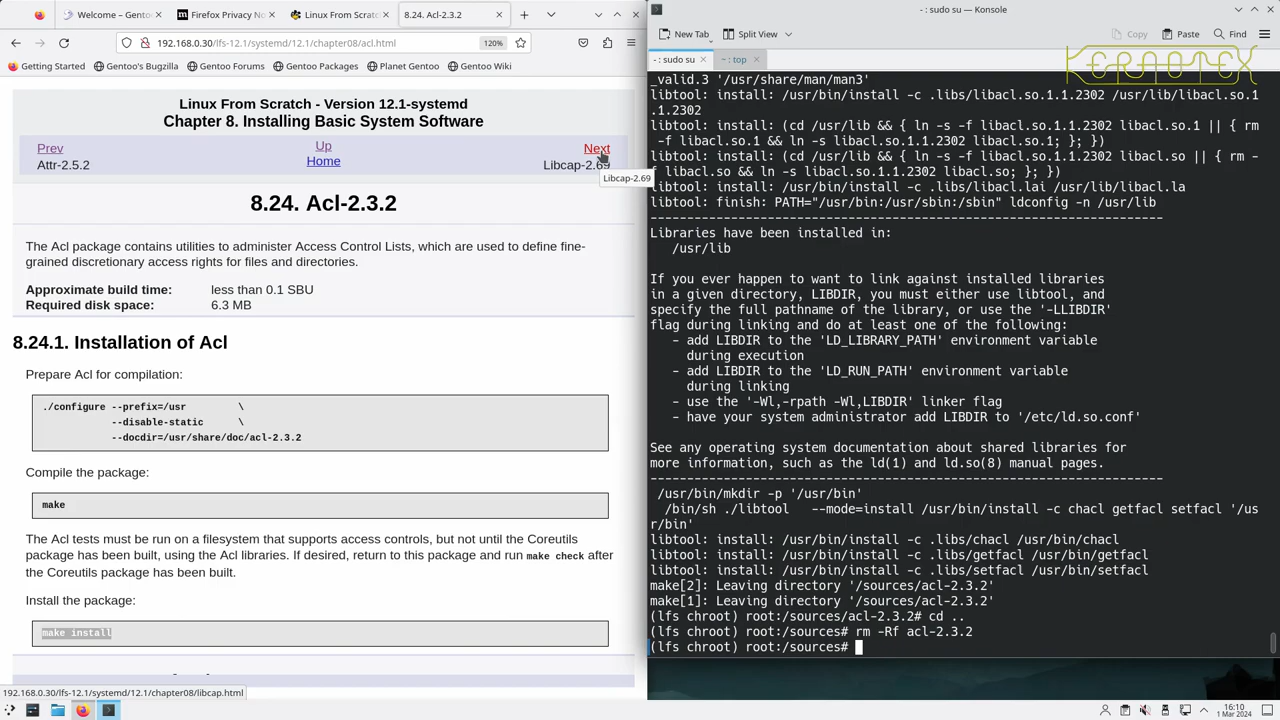 Welcome – Gentoo
Firefox Privacy No
Linux From Scratch
8.24. Acl-2.3.2
192.168.0.30/lfs-12.1/systemd/12.1/chapter08/acl.html
120%
Getting Started
Gentoo's Bugzilla
Gentoo Forums
Gentoo Packages
Planet Gentoo
Gentoo Wiki
Linux From Scratch - Version 12.1-systemd
Chapter 8. Installing Basic System Software
Prev
Up
Next
Attr-2.5.2
Home
Libcap-2.69
Libcap-2.69
8.24. Acl-2.3.2
The Acl package contains utilities to administer Access Control Lists, which are used to define fine-
grained discretionary access rights for files and directories.
Approximate build time: less than 0.1 SBU
Required disk space: 6.3 MB
8.24.1. Installation of Acl
Prepare Acl for compilation:
./configure --prefix=/usr \
--disable-static \
--docdir=/usr/share/doc/acl-2.3.2
Compile the package:
make
The Acl tests must be run on a filesystem that supports access controls, but not until the Coreutils
package has been built, using the Acl libraries. If desired, return to this package and run make check after
the Coreutils package has been built.
Install the package:
make install
192.168.0.30/lfs-12.1/systemd/12.1/chapter08/libcap.html
- : sudo su — Konsole
New Tab
Split View
Copy
Paste
Find
- : sudo su
~ : top
KERNOTEX
_valid.3 '/usr/share/man/man3'
libtool: install: /usr/bin/install -c .libs/libacl.so.1.1.2302 /usr/lib/libacl.so.1
.1.2302
libtool: install: (cd /usr/lib && { ln -s -f libacl.so.1.1.2302 libacl.so.1 || { rm
-f libacl.so.1 && ln -s libacl.so.1.1.2302 libacl.so.1; }; })
libtool: install: (cd /usr/lib && { ln -s -f libacl.so.1.1.2302 libacl.so || { rm -
f libacl.so && ln -s libacl.so.1.1.2302 libacl.so; }; })
libtool: install: /usr/bin/install -c .libs/libacl.lai /usr/lib/libacl.la
libtool: finish: PATH="/usr/bin:/usr/sbin:/sbin" ldconfig -n /usr/lib
----------------------------------------------------------------------
Libraries have been installed in:
/usr/lib
If you ever happen to want to link against installed libraries
in a given directory, LIBDIR, you must either use libtool, and
specify the full pathname of the library, or use the '-LLIBDIR'
flag during linking and do at least one of the following:
- add LIBDIR to the 'LD_LIBRARY_PATH' environment variable
during execution
- add LIBDIR to the 'LD_RUN_PATH' environment variable
during linking
- use the '-Wl,-rpath -Wl,LIBDIR' linker flag
- have your system administrator add LIBDIR to '/etc/ld.so.conf'
See any operating system documentation about shared libraries for
more information, such as the ld(1) and ld.so(8) manual pages.
----------------------------------------------------------------------
/usr/bin/mkdir -p '/usr/bin'
/bin/sh ./libtool --mode=install /usr/bin/install -c chacl getfacl setfacl '/us
r/bin'
libtool: install: /usr/bin/install -c .libs/chacl /usr/bin/chacl
libtool: install: /usr/bin/install -c .libs/getfacl /usr/bin/getfacl
libtool: install: /usr/bin/install -c .libs/setfacl /usr/bin/setfacl
make[2]: Leaving directory '/sources/acl-2.3.2'
make[1]: Leaving directory '/sources/acl-2.3.2'
(lfs chroot) root:/sources/acl-2.3.2# cd ..
(lfs chroot) root:/sources# rm -Rf acl-2.3.2
(lfs chroot) root:/sources#
16:10
1 Mar 2024